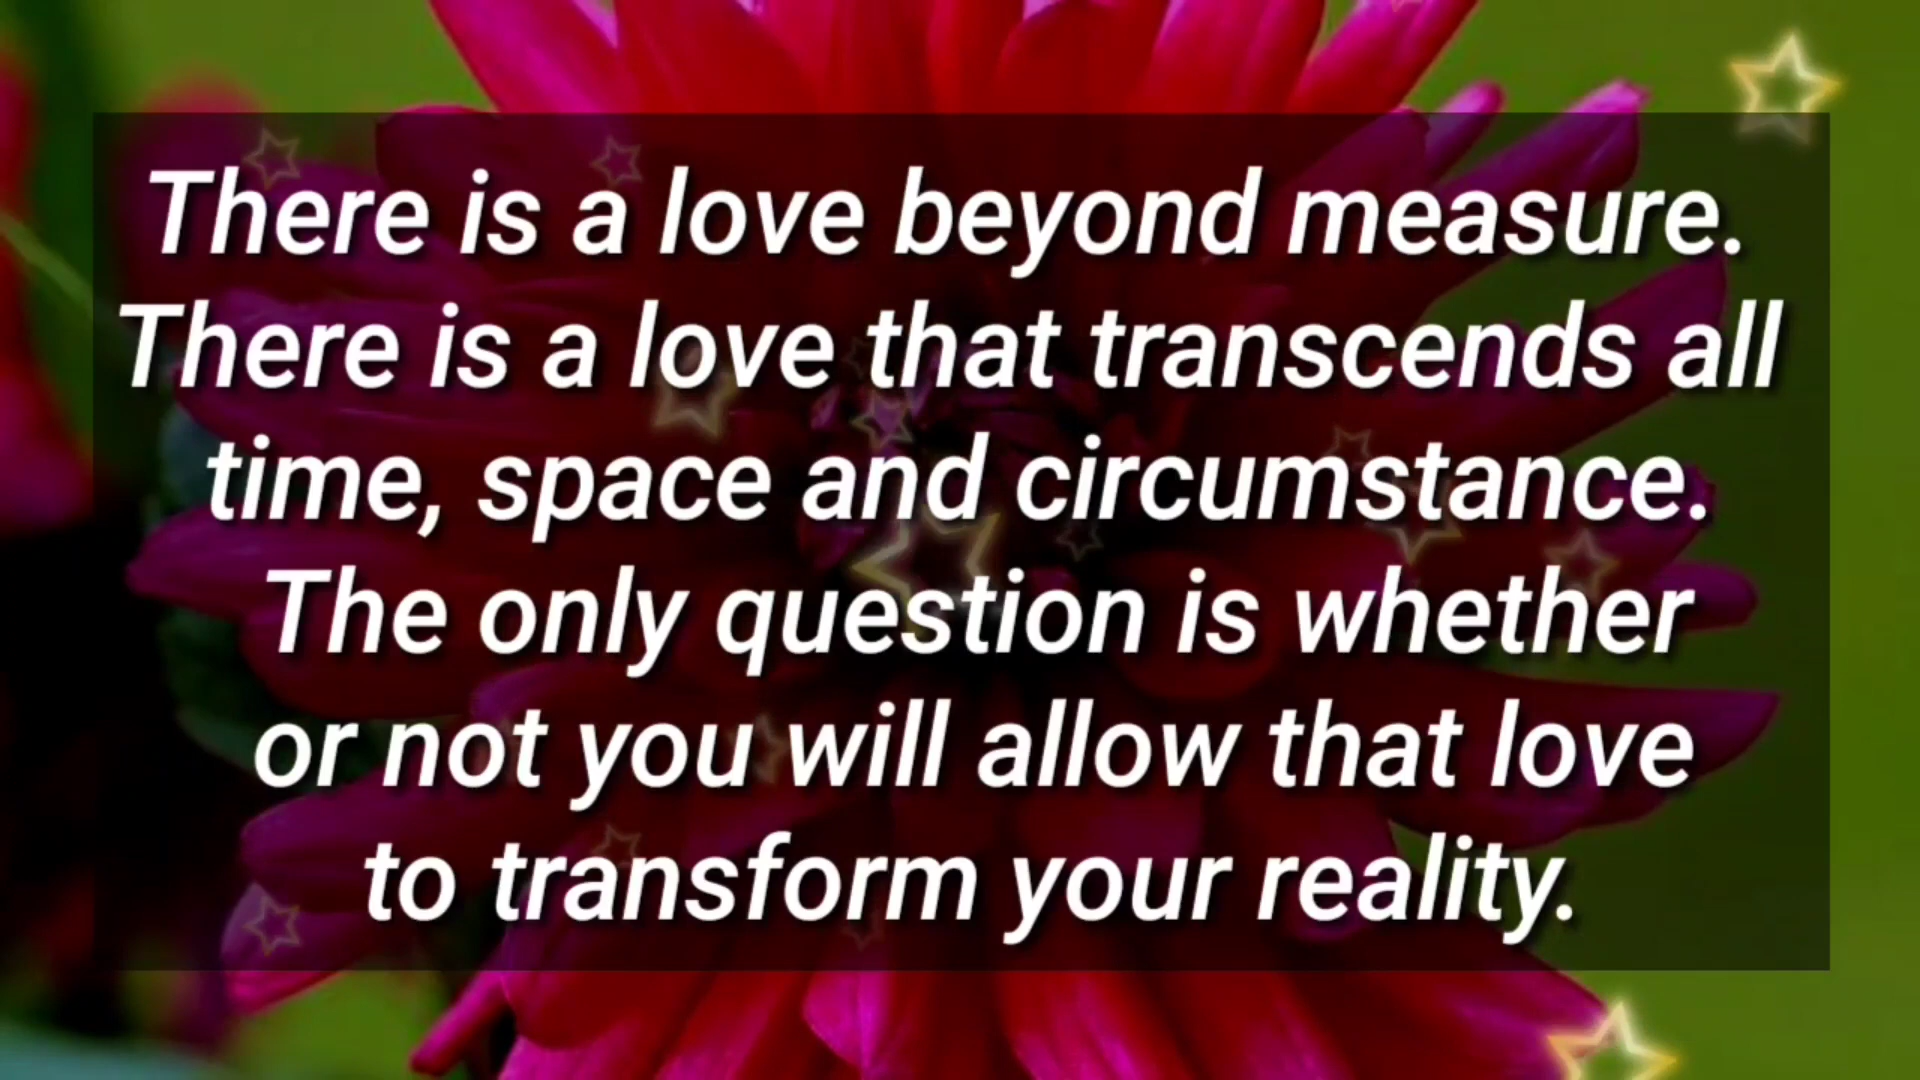 There is a love beyond measure.
There is a love that transcends all
time, space and circumstance.
The only question is whether
or not you will allow that love
to transform your reality.